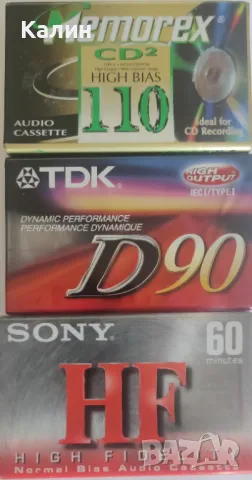 Калин
Memorex
CD2
HIGH BIAS
110
AUDIO
CASSETTE
Ideal for
CD Recording
TDK
HIGH
OUTPUT
IEC I/TYPE I
DYNAMIC PERFORMANCE
PERFORMANCE DYNAMIQUE
D90
SONY
60
minutes
HF
HIGH FIDELITY
Normal Bias Audio Cassette
bazar